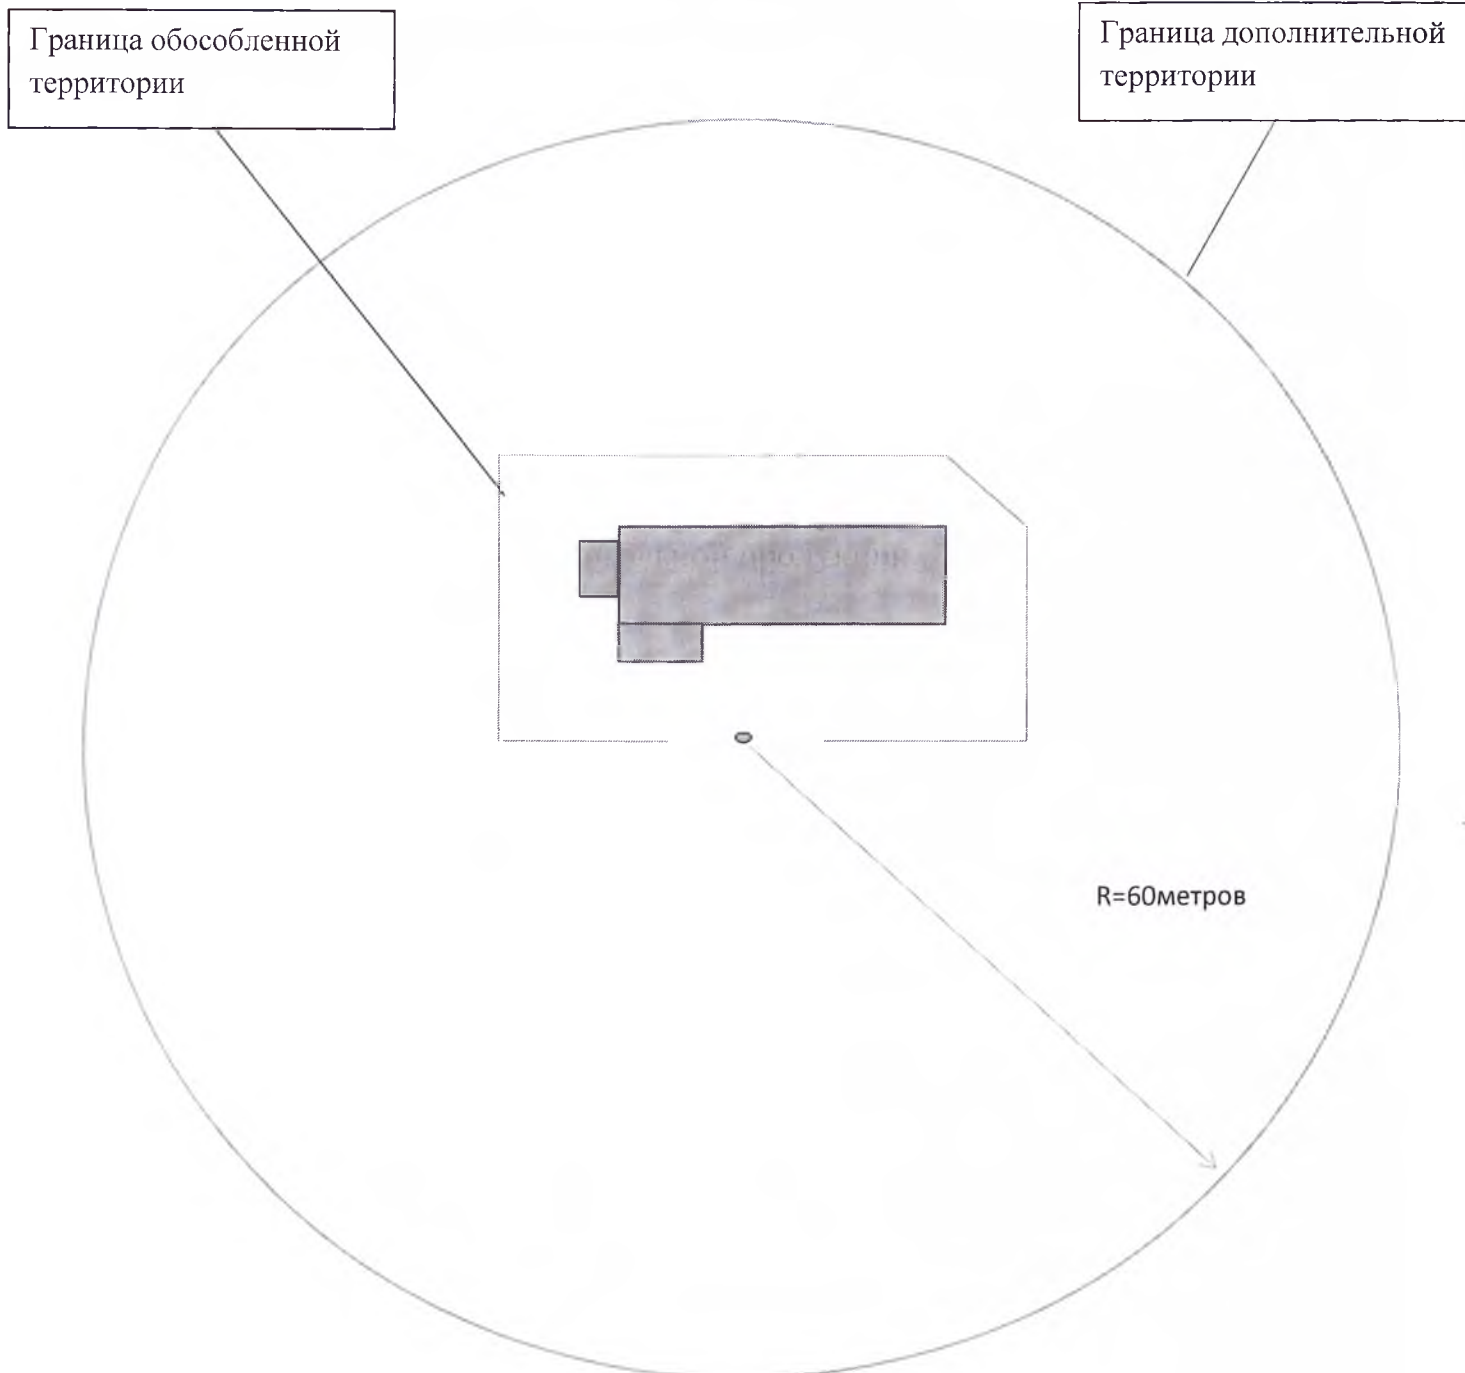 Граница обособленной
территории
Граница дополнительной
территории
R=60метров